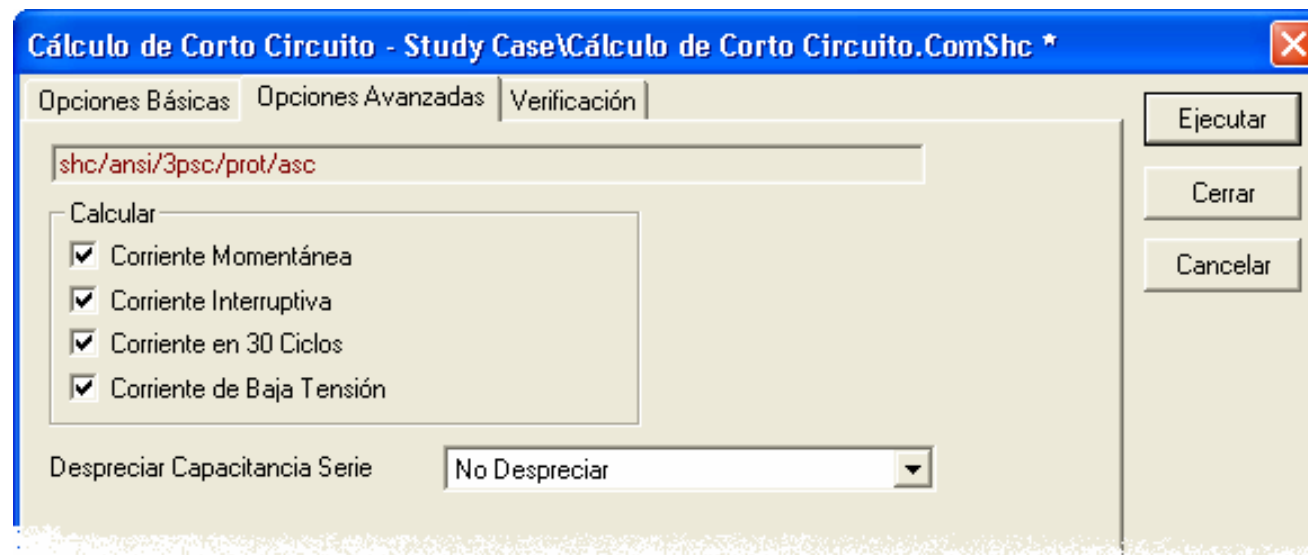 Cálculo de Corto Circuito - Study Case\Cálculo de Corto Circuito.ComShc *
Opciones Básicas
Opciones Avanzadas
Verificación
shc/ansi/3psc/prot/asc
Calcular
Corriente Momentánea
Corriente Interruptiva
Corriente en 30 Ciclos
Corriente de Baja Tensión
Despreciar Capacitancia Serie
No Despreciar
Ejecutar
Cerrar
Cancelar